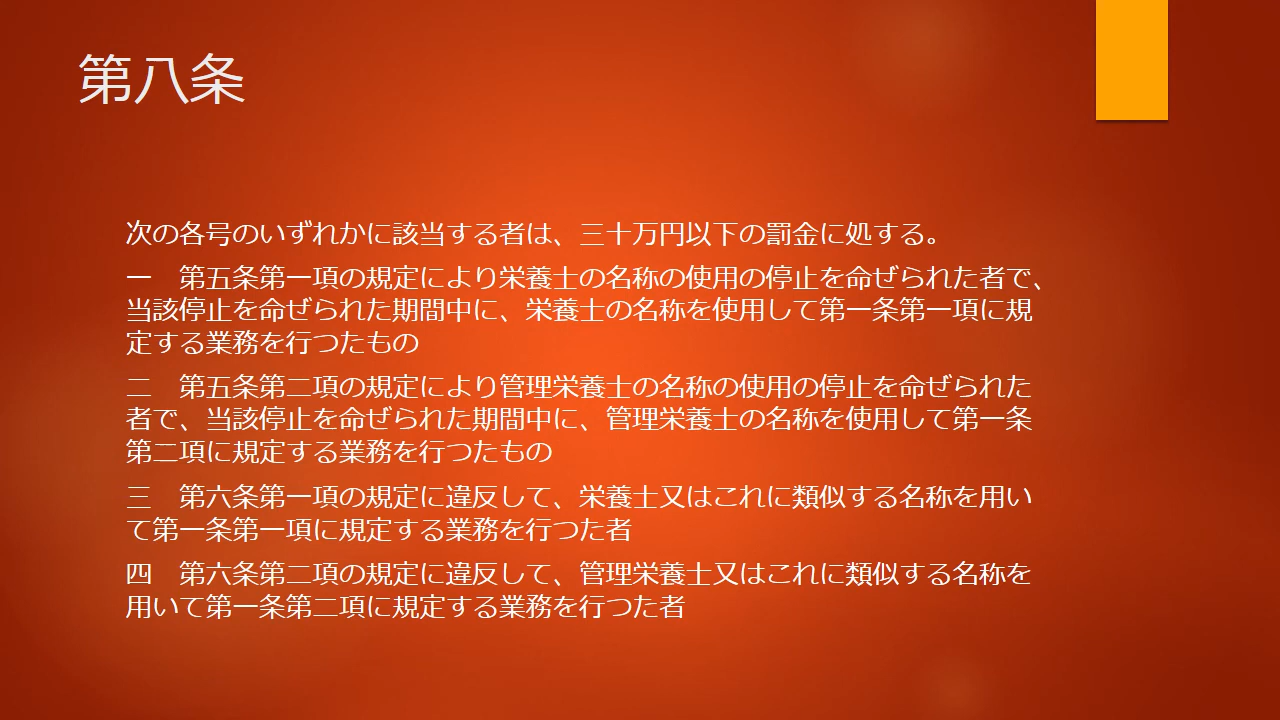 第八条
次の各号のいずれかに該当する者は、三十万円以下の罰金に処する。
一　第五条第一項の規定により栄養士の名称の使用の停止を命ぜられた者で、
当該停止を命ぜられた期間中に、栄養士の名称を使用して第一条第一項に規
定する業務を行つたもの
二　第五条第二項の規定により管理栄養士の名称の使用の停止を命ぜられた
者で、当該停止を命ぜられた期間中に、管理栄養士の名称を使用して第一条
第二項に規定する業務を行つたもの
三　第六条第一項の規定に違反して、栄養士又はこれに類似する名称を用い
て第一条第一項に規定する業務を行つた者
四　第六条第二項の規定に違反して、管理栄養士又はこれに類似する名称を
用いて第一条第二項に規定する業務を行つた者